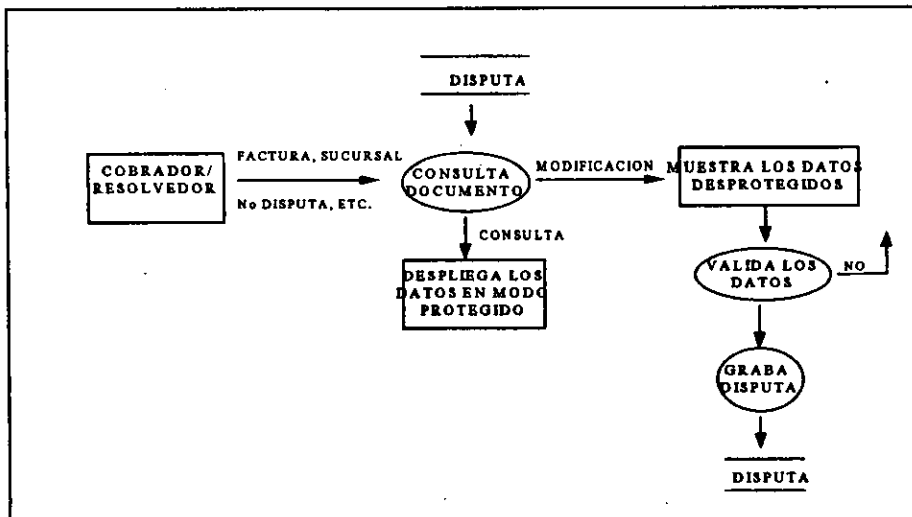 DISPUTA
FACTURA, SUCURSAL
COBRADOR/
RESOLVEDOR
No DISPUTA, ETC.
CONSULTA
DOCUMENTO
MODIFICACION
MUESTRA LOS DATOS
DESPROTEGIDOS
CONSULTA
DESPLIEGA LOS
DATOS EN MODO
PROTEGIDO
VALIDA LOS
DATOS
NO
GRABA
DISPUTA
DISPUTA